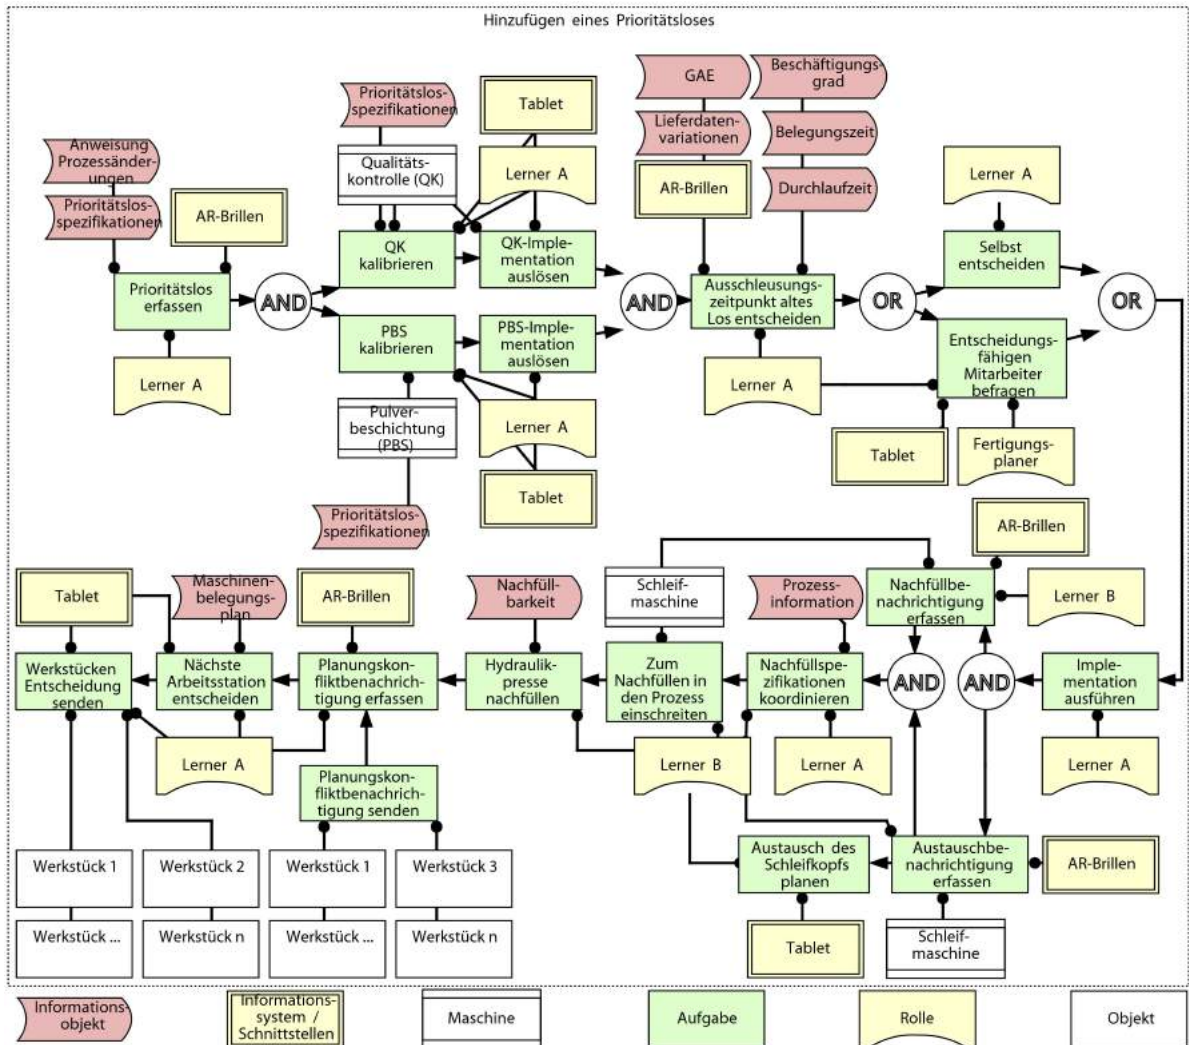 Hinzufügen eines Prioritätsloses
Anweisung
Prozessänder-
ungen
Prioritätslos-
spezifikationen
AR-Brillen
Prioritätslos
erfassen
Lerner A
AND
Prioritätslos-
spezifikationen
Qualitäts-
kontrolle (QK)
Tablet
Lerner A
QK
kalibrieren
QK-Imple-
mentation
auslösen
PBS
kalibrieren
PBS-Imple-
mentation
auslösen
Pulver-
beschichtung
(PBS)
Lerner A
Tablet
Prioritätslos-
spezifikationen
AND
GAE
Lieferdaten-
variationen
AR-Brillen
Beschäftigungs-
grad
Belegungszeit
Durchlaufzeit
Ausschleusungs-
zeitpunkt altes
Los entscheiden
Lerner A
OR
Lerner A
Selbst
entscheiden
Entscheidungs-
fähigen
Mitarbeiter
befragen
Tablet
Fertigungs-
planer
OR
Tablet
Maschinen-
belegungs-
plan
AR-Brillen
Nachfüll-
barkeit
Schleif-
maschine
Prozess-
information
AR-Brillen
Nachfüllbe-
nachrichtigung
erfassen
Lerner B
Werkstücken
Entscheidung
senden
Nächste
Arbeitsstation
entscheiden
Planungskon-
fliktbenachrich-
tigung erfassen
Hydraulik-
presse
nachfüllen
Zum
Nachfüllen in
den Prozess
einschreiten
Nachfüllspe-
zifikationen
koordinieren
AND
AND
Imple-
mentation
ausführen
Lerner A
Planungskon-
fliktbenachrich-
tigung senden
Lerner B
Lerner A
Lerner A
Werkstück 1
Werkstück 2
Werkstück 1
Werkstück 3
Werkstück ...
Werkstück n
Werkstück ...
Werkstück n
Austausch des
Schleifkopfs
planen
Austauschbe-
nachrichtigung
erfassen
AR-Brillen
Tablet
Schleif-
maschine
Informations-
objekt
Informations-
system /
Schnittstellen
Maschine
Aufgabe
Rolle
Objekt